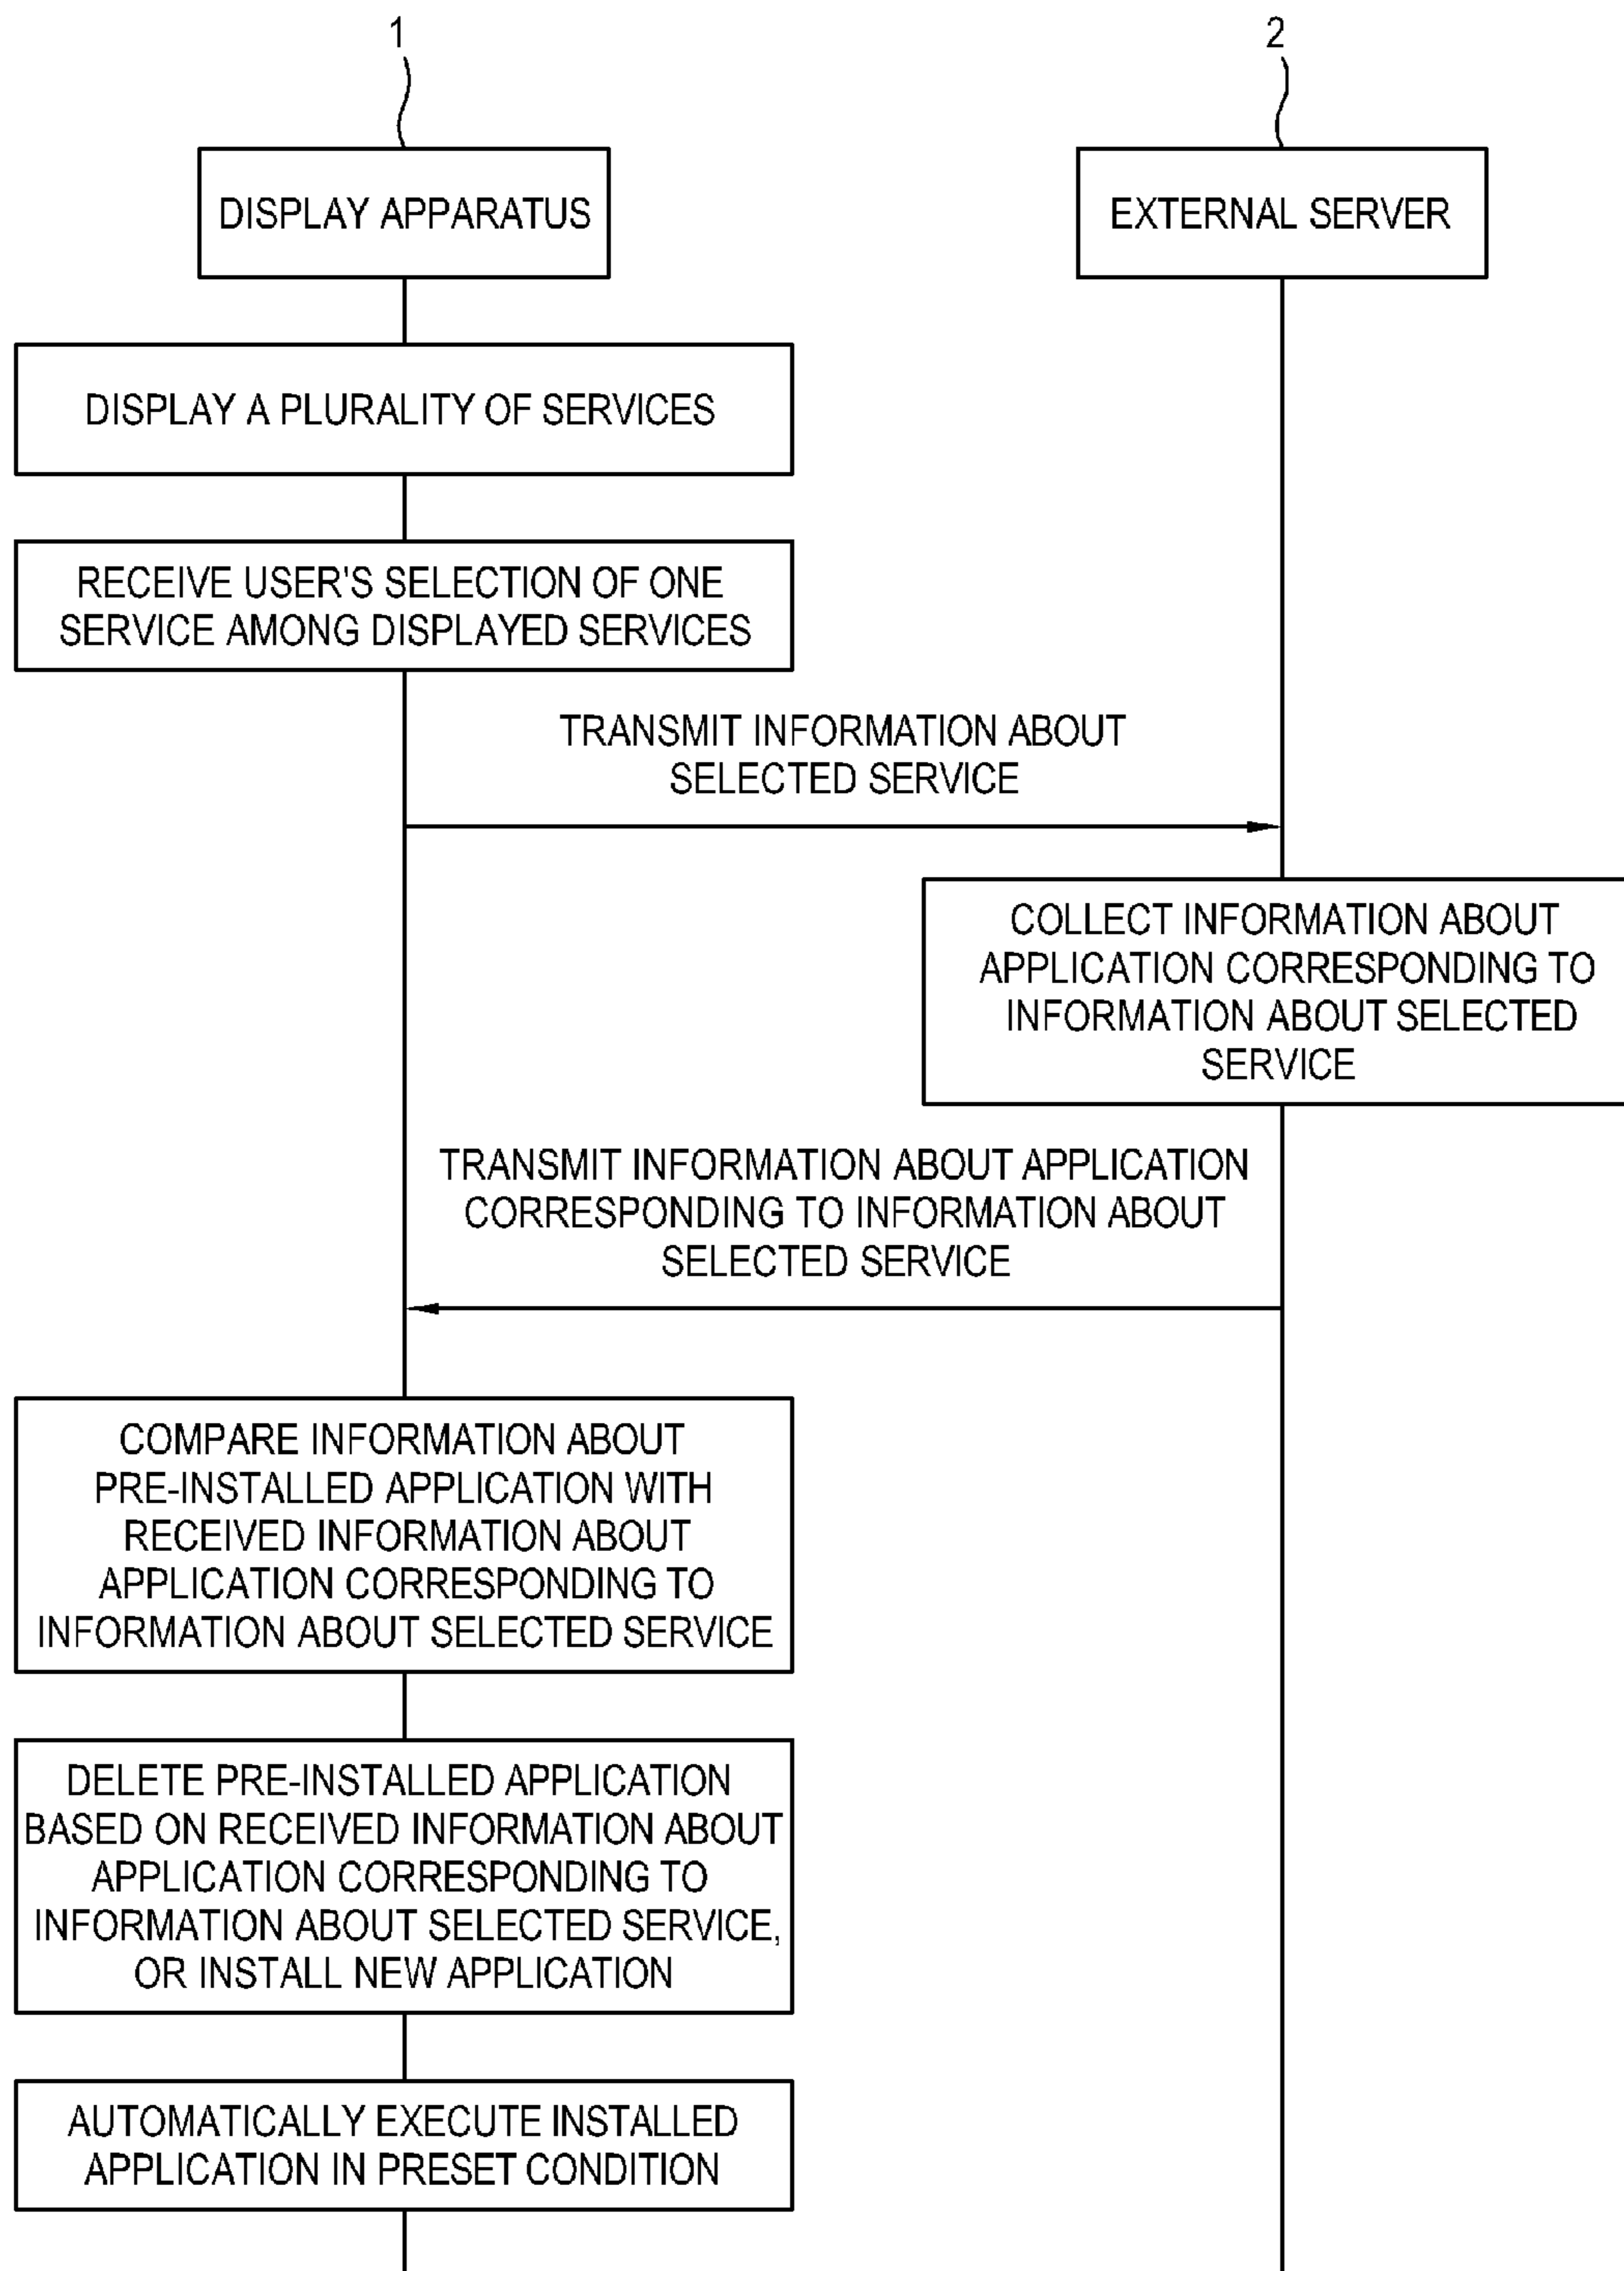 1
2
DISPLAY APPARATUS
EXTERNAL SERVER
DISPLAY A PLURALITY OF SERVICES
RECEIVE USER'S SELECTION OF ONE
SERVICE AMONG DISPLAYED SERVICES
TRANSMIT INFORMATION ABOUT
SELECTED SERVICE
COLLECT INFORMATION ABOUT
APPLICATION CORRESPONDING TO
INFORMATION ABOUT SELECTED
SERVICE
TRANSMIT INFORMATION ABOUT APPLICATION
CORRESPONDING TO INFORMATION ABOUT
SELECTED SERVICE
COMPARE INFORMATION ABOUT
PRE-INSTALLED APPLICATION WITH
RECEIVED INFORMATION ABOUT
APPLICATION CORRESPONDING TO
INFORMATION ABOUT SELECTED SERVICE
DELETE PRE-INSTALLED APPLICATION
BASED ON RECEIVED INFORMATION ABOUT
APPLICATION CORRESPONDING TO
INFORMATION ABOUT SELECTED SERVICE,
OR INSTALL NEW APPLICATION
AUTOMATICALLY EXECUTE INSTALLED
APPLICATION IN PRESET CONDITION